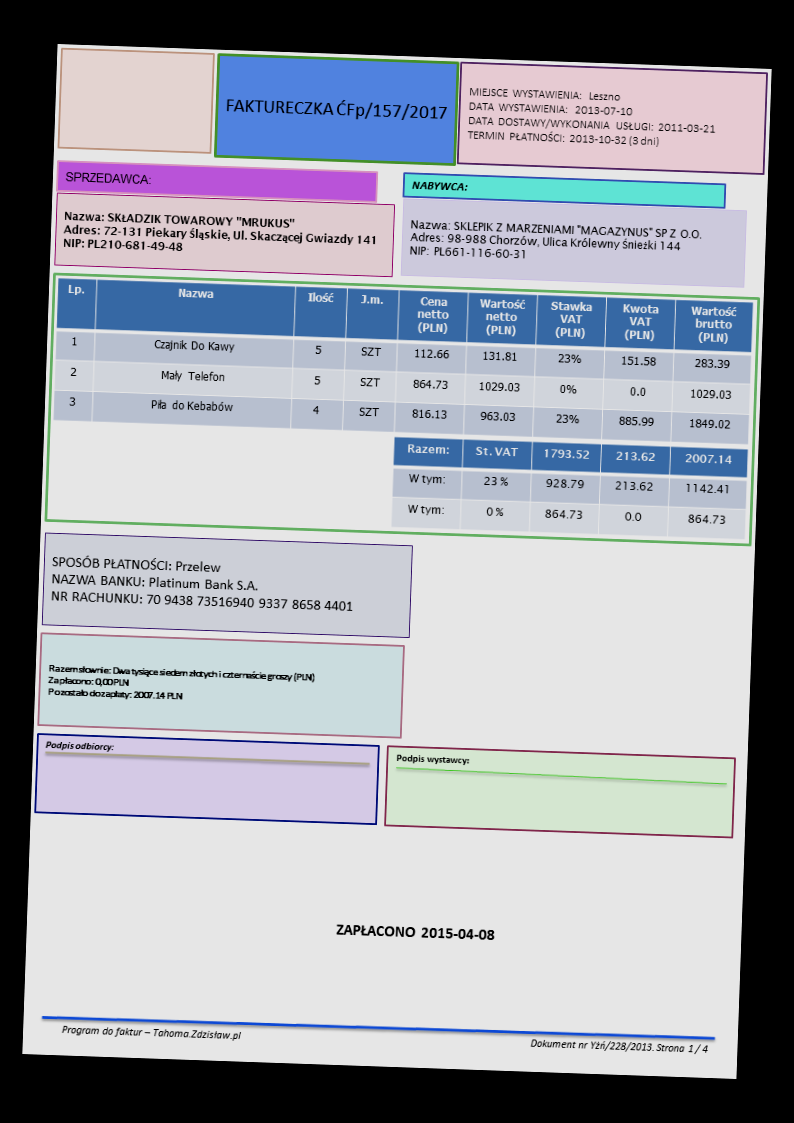 FAKTURECZKA ĆFp/157/2017
MIEJSCE WYSTAWIENIA: Leszno
DATA WYSTAWIENIA: 2013-07-10
DATA DOSTAWY/WYKONANIA USŁUGI: 2011-03-21
TERMIN PŁATNOŚCI: 2013-10-32 (3 dni)
SPRZEDAWCA:
Nazwa: SKŁADZIK TOWAROWY "MRUKUS"
Adres: 72-131 Piekary Śląskie, Ul. Skaczącej Gwiazdy 141
NIP: PL210-681-49-48
NABYWCA:
Nazwa: SKLEPIK Z MARZENIAMI "MAGAZYNUS" SP Z O.O.
Adres: 98-988 Chorzów, Ulica Królewny Śnieżki 144
NIP: PL661-116-60-31
Lp. Nazwa Ilość J.m. Cena netto (PLN) Wartość netto (PLN) Stawka VAT (PLN) Kwota VAT (PLN) Wartość brutto (PLN)
1 Czajnik Do Kawy 5 SZT 112.66 131.81 23% 151.58 283.39
2 Mały Telefon 5 SZT 864.73 1029.03 0% 0.0 1029.03
3 Piła do Kebabów 4 SZT 816.13 963.03 23% 885.99 1849.02
Razem: St. VAT 1793.52 213.62 2007.14
W tym: 23 % 928.79 213.62 1142.41
W tym: 0 % 864.73 0.0 864.73
SPOSÓB PŁATNOŚCI: Przelew
NAZWA BANKU: Platinum Bank S.A.
NR RACHUNKU: 70 9438 73516940 9337 8658 4401
Razem słownie: Dwa tysiące siedem złotych i czternaście groszy (PLN)
Zapłacono: 0,00 PLN
Pozostało do zapłaty: 2007.14 PLN
Podpis odbiorcy:
Podpis wystawcy:
ZAPŁACONO 2015-04-08
Program do faktur – Tahoma.Zdzisław.pl
Dokument nr Yżń/228/2013. Strona 1 / 4